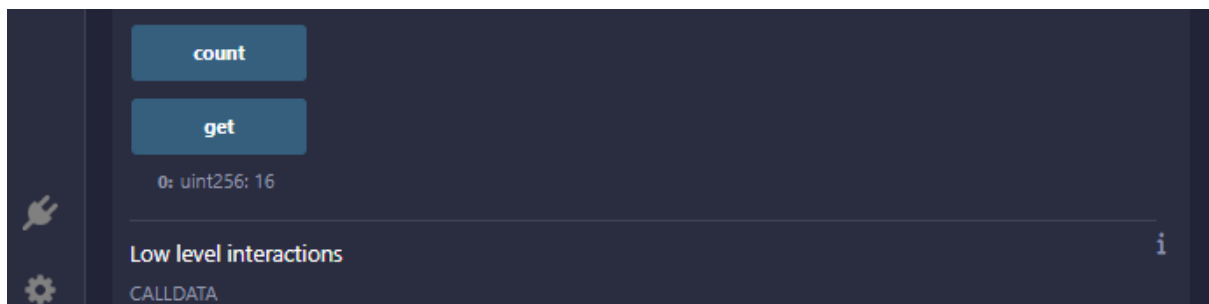 count
get
0: uint256: 16
Low level interactions
i
CALLDATA